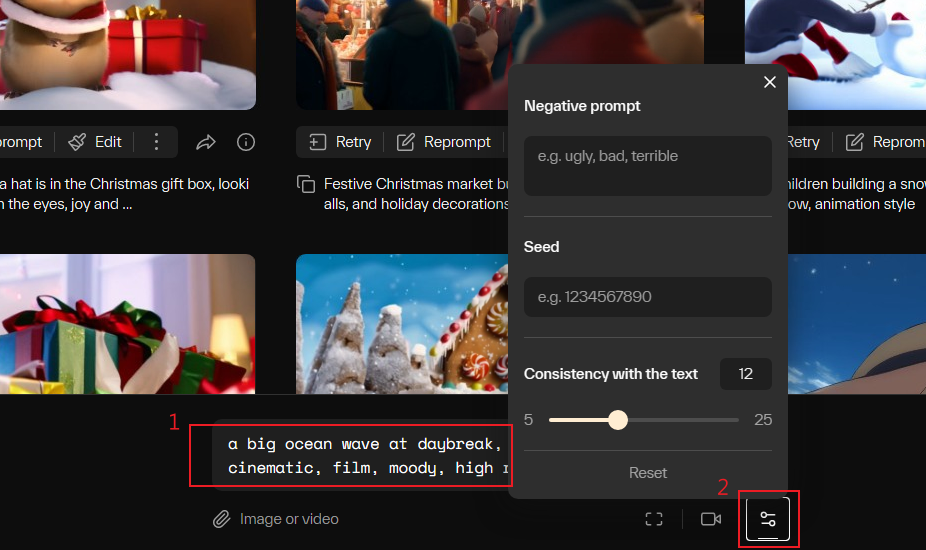 Negative prompt
prompt
Edit
Retry
Reprompt
e.g. ugly, bad, terrible
Retry
Reprom
a hat is in the Christmas gift box, looki
n the eyes, joy and ...
Festive Christmas market bu
alls, and holiday decorations
hildren building a snow
ow, animation style
Seed
e.g. 1234567890
Consistency with the text
12
5
25
1
a big ocean wave at daybreak,
cinematic, film, moody, high r
Reset
2
Image or video